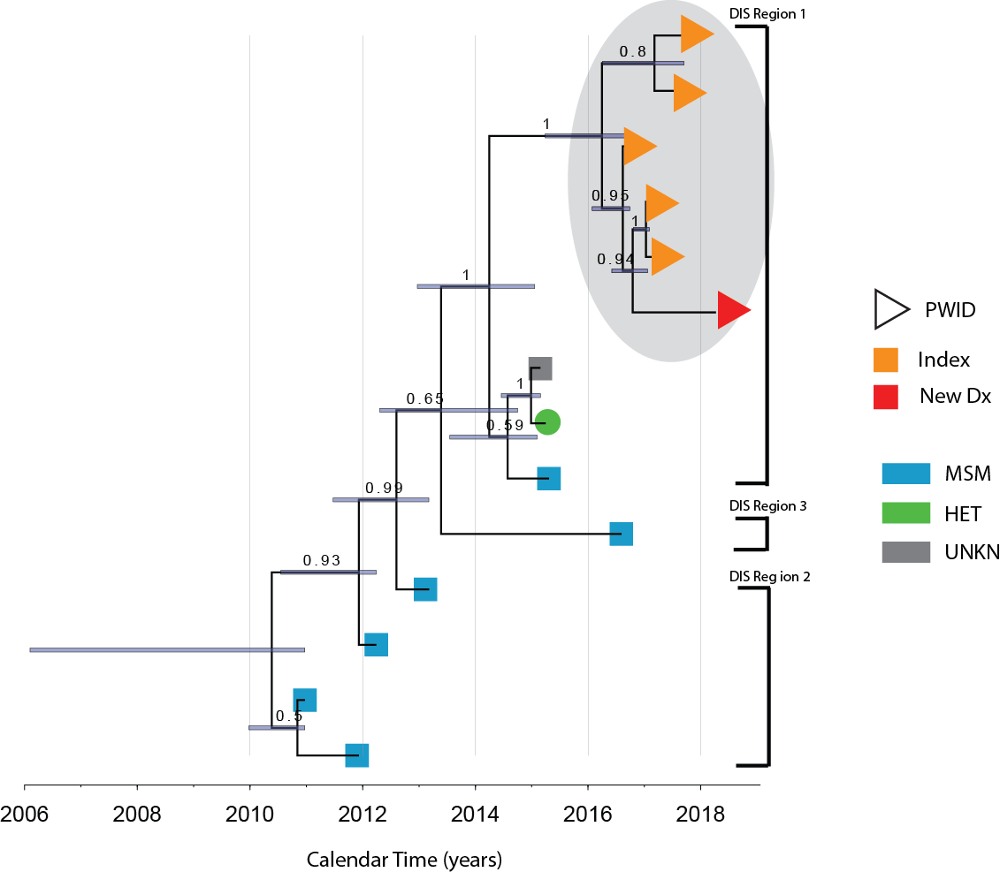 DIS Region 1
0.8
1
0.95
1
0.94
1
PWID
Index
New Dx
1
0.65
0.59
MSM
0.99
DIS Region 3
HET
UNKN
0.93
DIS Region 2
0.5
2006 2008 2010 2012 2014 2016 2018
Calendar Time (years)